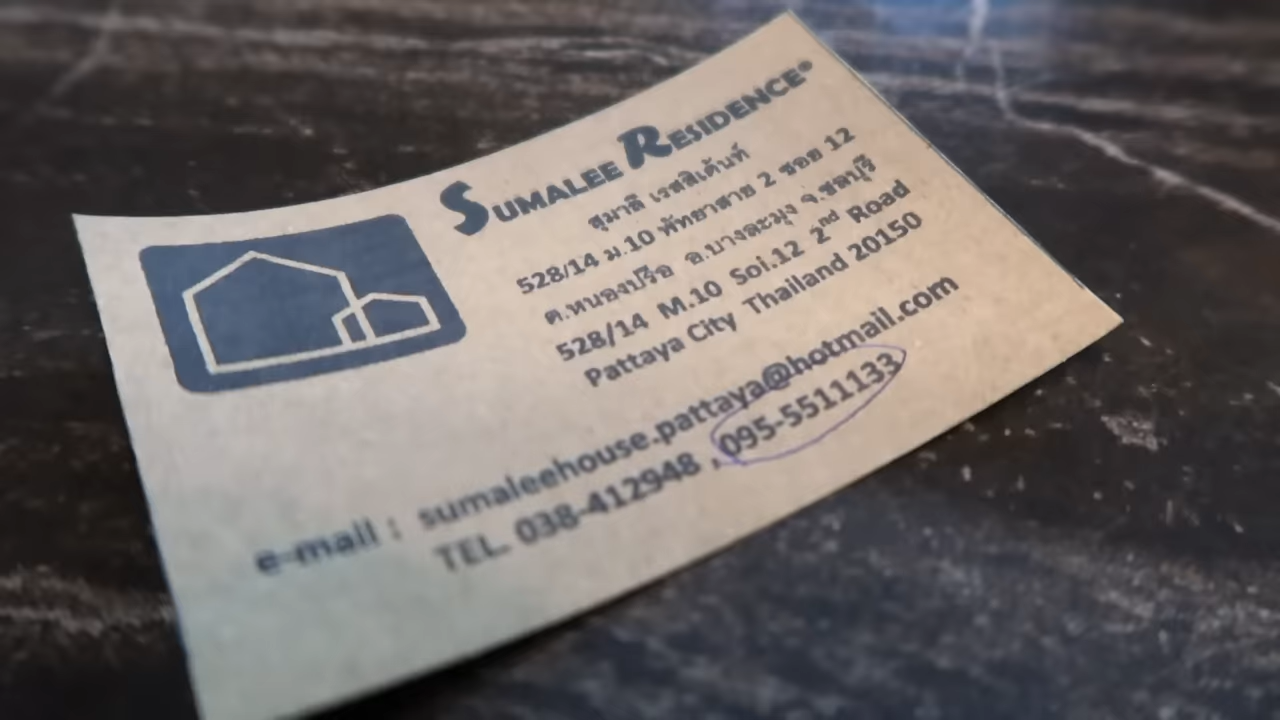 SUMALEE RESIDENCE®
สุมาลี เรสสิเด้นท์
528/14 ม.10 พัทยาสาย 2 ซอย 12
ต.หนองปรือ อ.บางละมุง จ.ชลบุรี
528/14 M.10 Soi.12 2nd Road
Pattaya City Thailand 20150
e-mail : sumaleehouse.pattaya@hotmail.com
TEL. 038-412948 , 095-5511133